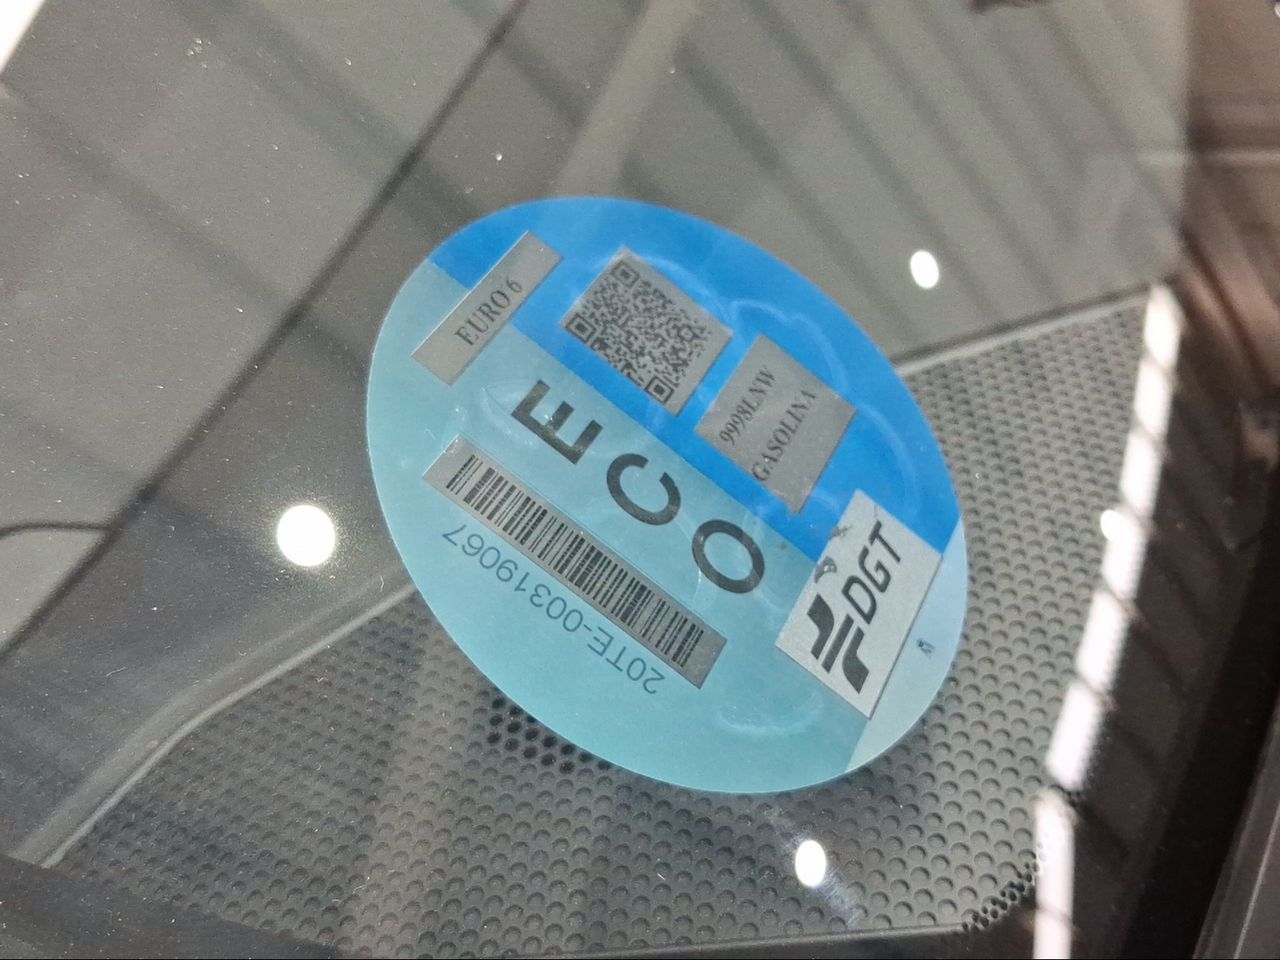 EURO 6
9998LNW
GASOLINA
ECO
DGT
20TE-00319067